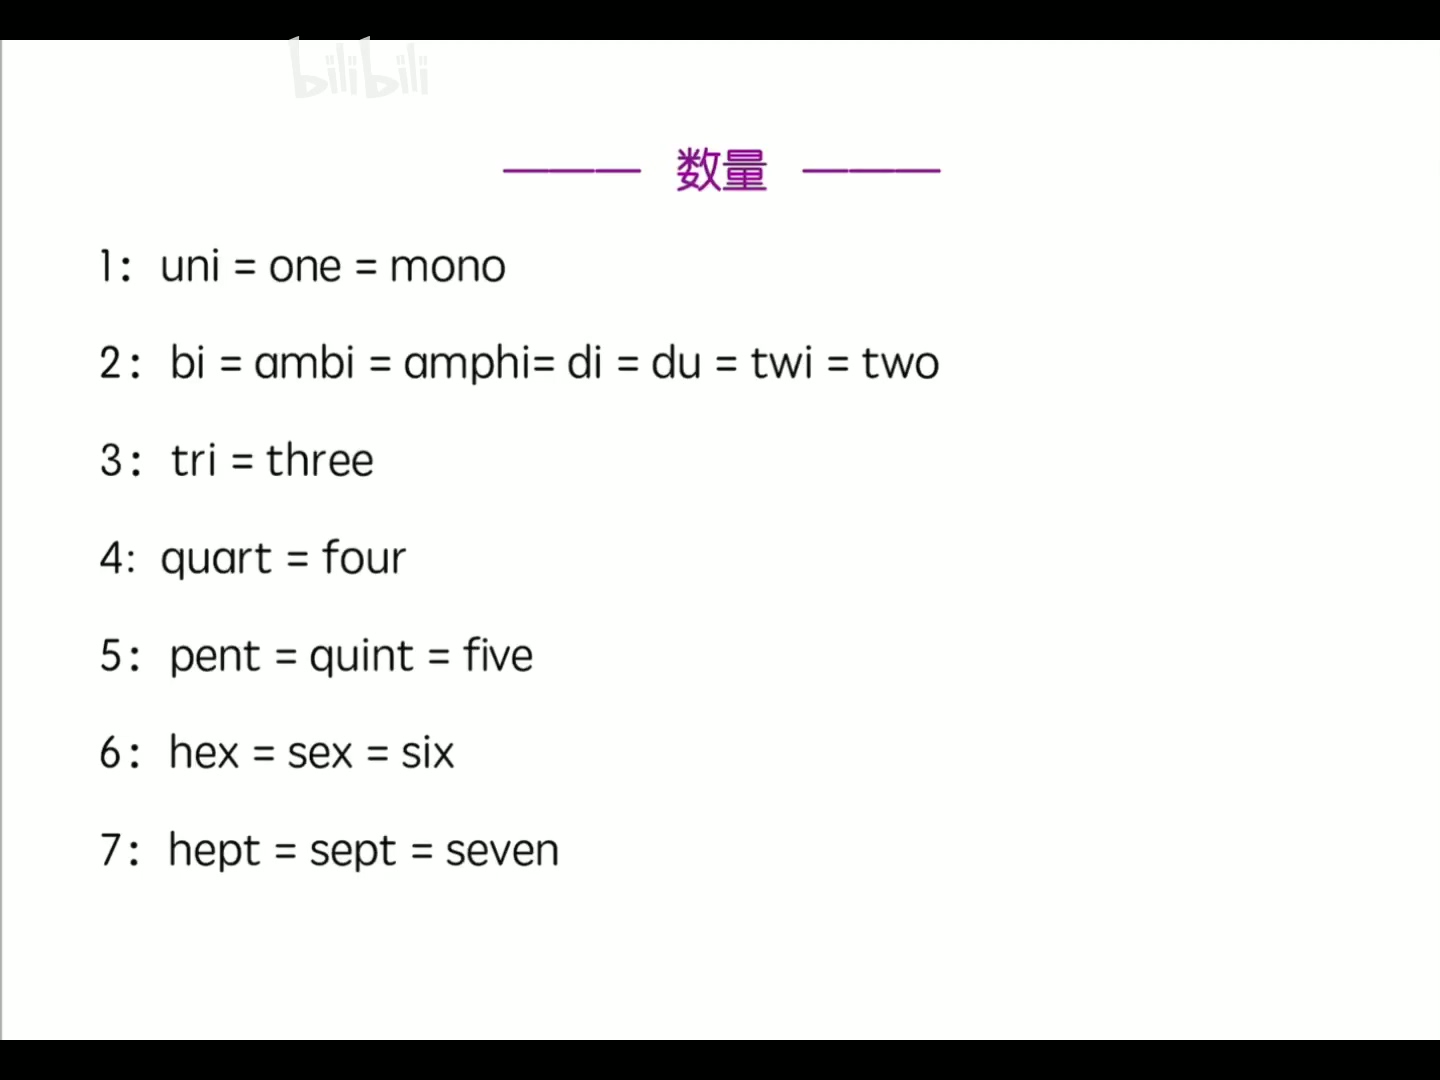 bilibili
——— 数量 ———
1： uni = one = mono
2： bi = ambi = amphi= di = du = twi = two
3： tri = three
4: quart = four
5： pent = quint = five
6： hex = sex = six
7： hept = sept = seven